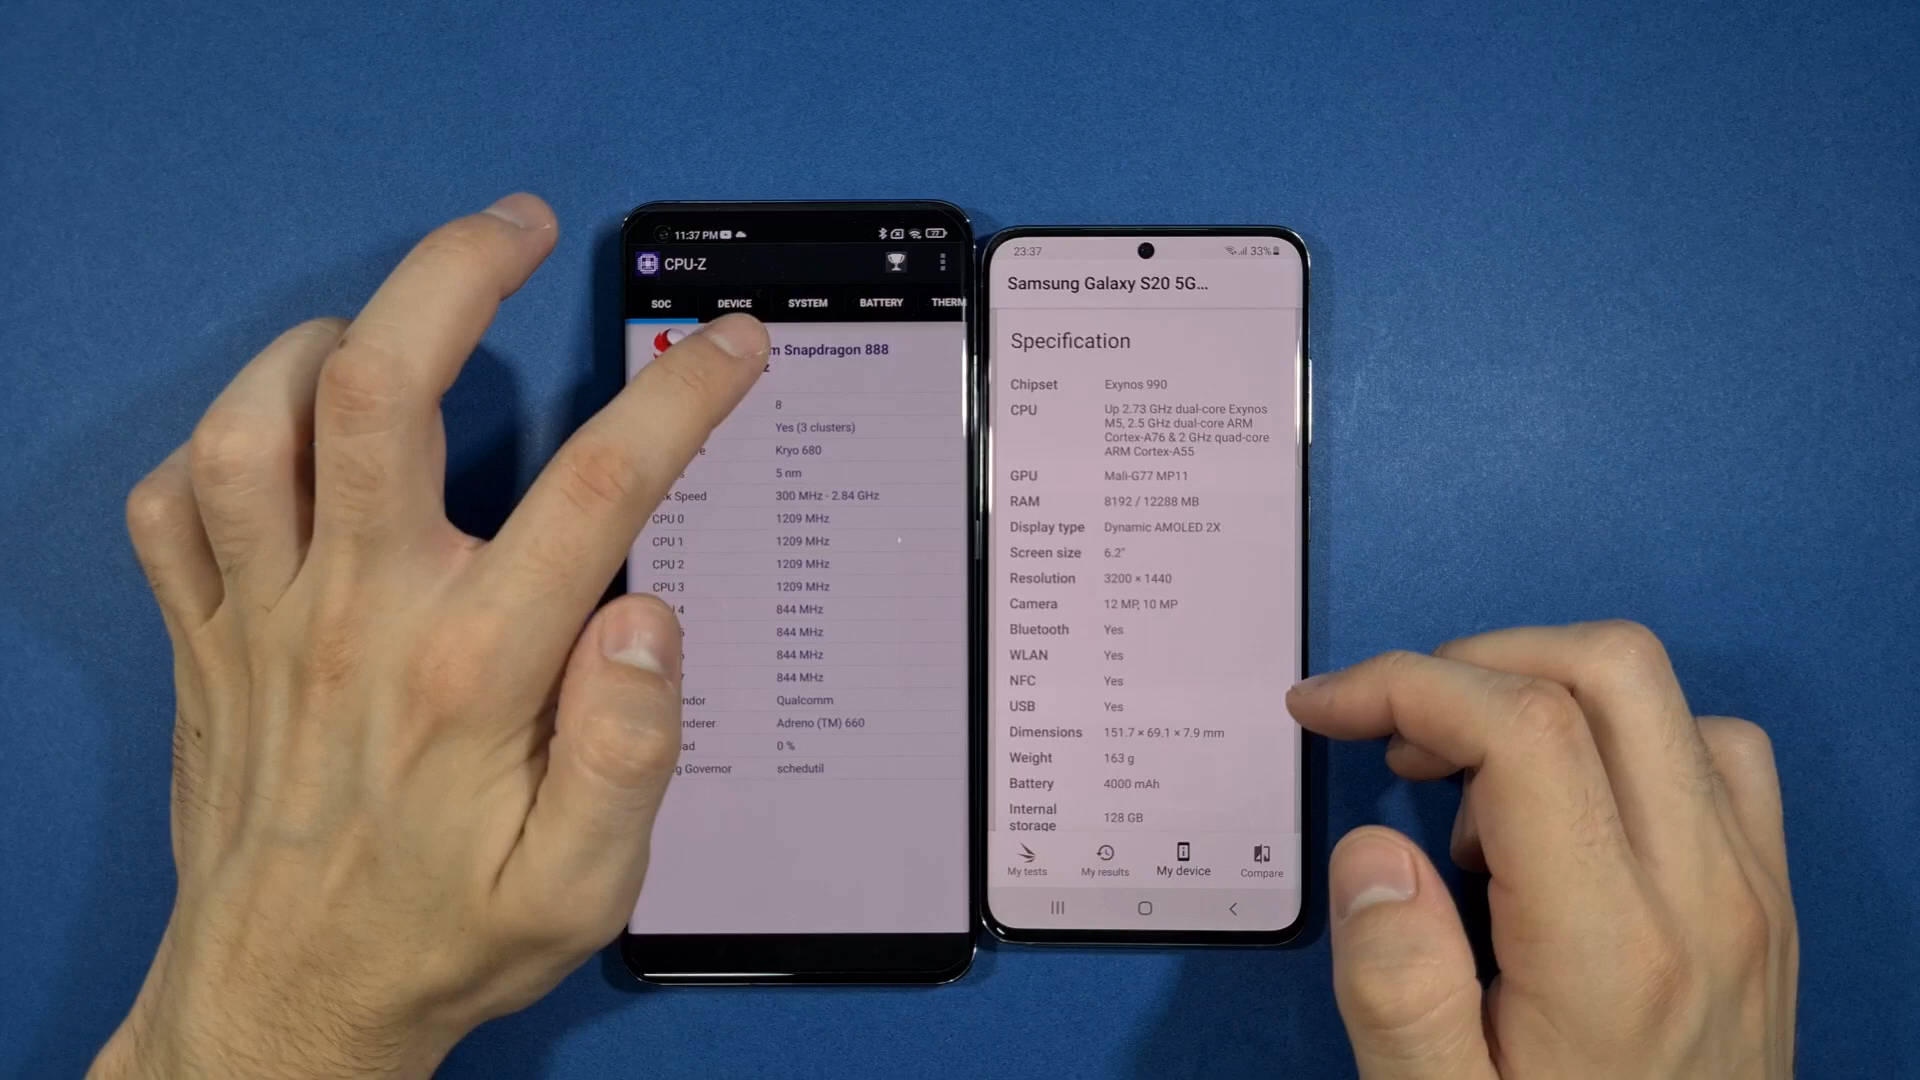 11:37 PM
77
CPU-Z
SOC DEVICE SYSTEM BATTERY THERM
Snapdragon 888
8
Yes (3 clusters)
Kryo 680
5 nm
Speed 300 MHz - 2.84 GHz
CPU 0 1209 MHz
CPU 1 1209 MHz
CPU 2 1209 MHz
CPU 3 1209 MHz
4 844 MHz
844 MHz
844 MHz
844 MHz
Qualcomm
Adreno (TM) 660
0 %
Governor schedutil
23:37 33%
Samsung Galaxy S20 5G...
Specification
Chipset Exynos 990
CPU Up 2.73 GHz dual-core Exynos
M5, 2.5 GHz dual-core ARM
Cortex-A76 & 2 GHz quad-core
ARM Cortex-A55
GPU Mali-G77 MP11
RAM 8192 / 12288 MB
Display type Dynamic AMOLED 2X
Screen size 6.2"
Resolution 3200 × 1440
Camera 12 MP, 10 MP
Bluetooth Yes
WLAN Yes
NFC Yes
USB Yes
Dimensions 151.7 × 69.1 × 7.9 mm
Weight 163 g
Battery 4000 mAh
Internal
storage 128 GB
My tests My results My device Compare